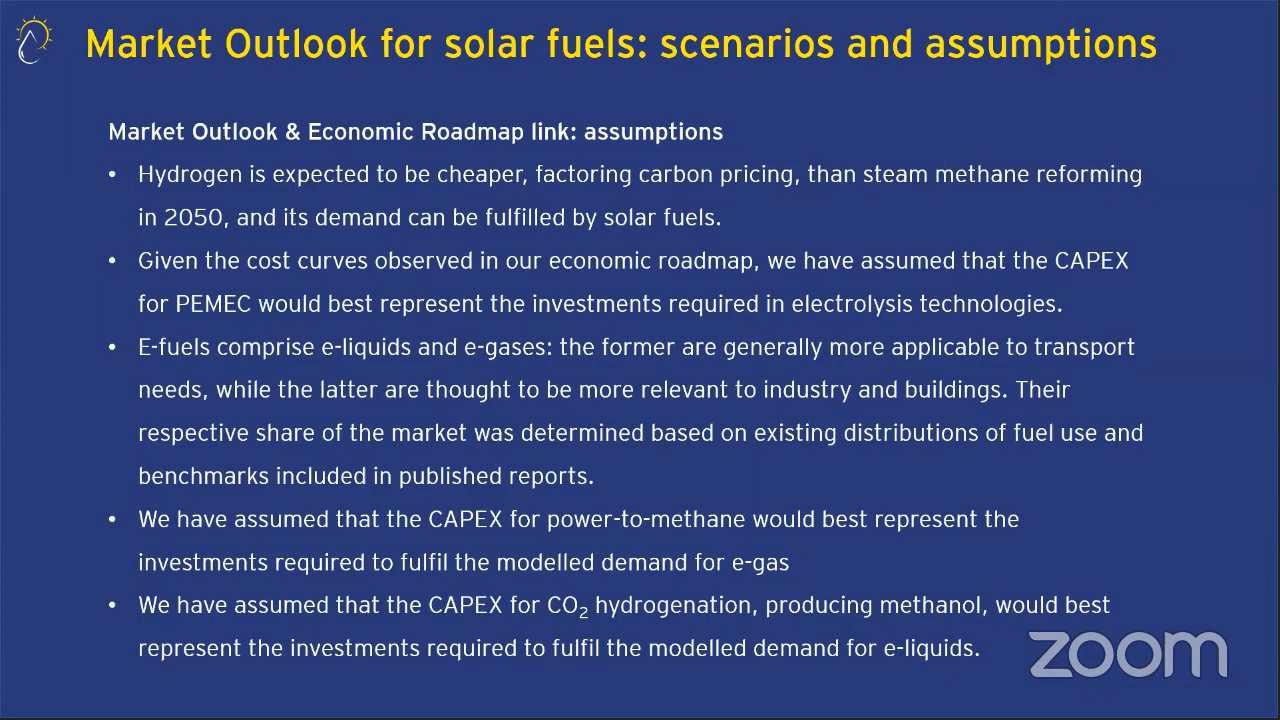 Market Outlook for solar fuels: scenarios and assumptions
Market Outlook & Economic Roadmap link: assumptions
• Hydrogen is expected to be cheaper, factoring carbon pricing, than steam methane reforming
in 2050, and its demand can be fulfilled by solar fuels.
• Given the cost curves observed in our economic roadmap, we have assumed that the CAPEX
for PEMEC would best represent the investments required in electrolysis technologies.
• E-fuels comprise e-liquids and e-gases: the former are generally more applicable to transport
needs, while the latter are thought to be more relevant to industry and buildings. Their
respective share of the market was determined based on existing distributions of fuel use and
benchmarks included in published reports.
• We have assumed that the CAPEX for power-to-methane would best represent the
investments required to fulfil the modelled demand for e-gas
• We have assumed that the CAPEX for CO₂ hydrogenation, producing methanol, would best
represent the investments required to fulfil the modelled demand for e-liquids.
zoom